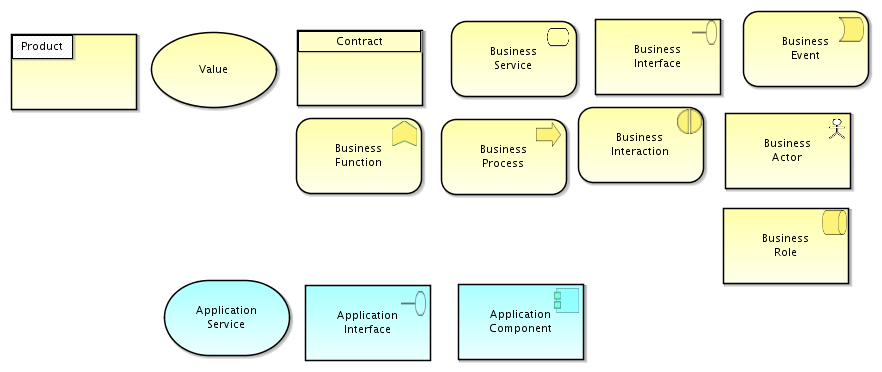 Product
Value
Contract
Business
Service
Business
Interface
Business
Event
Business
Function
Business
Process
Business
Interaction
Business
Actor
Business
Role
Application
Service
Application
Interface
Application
Component